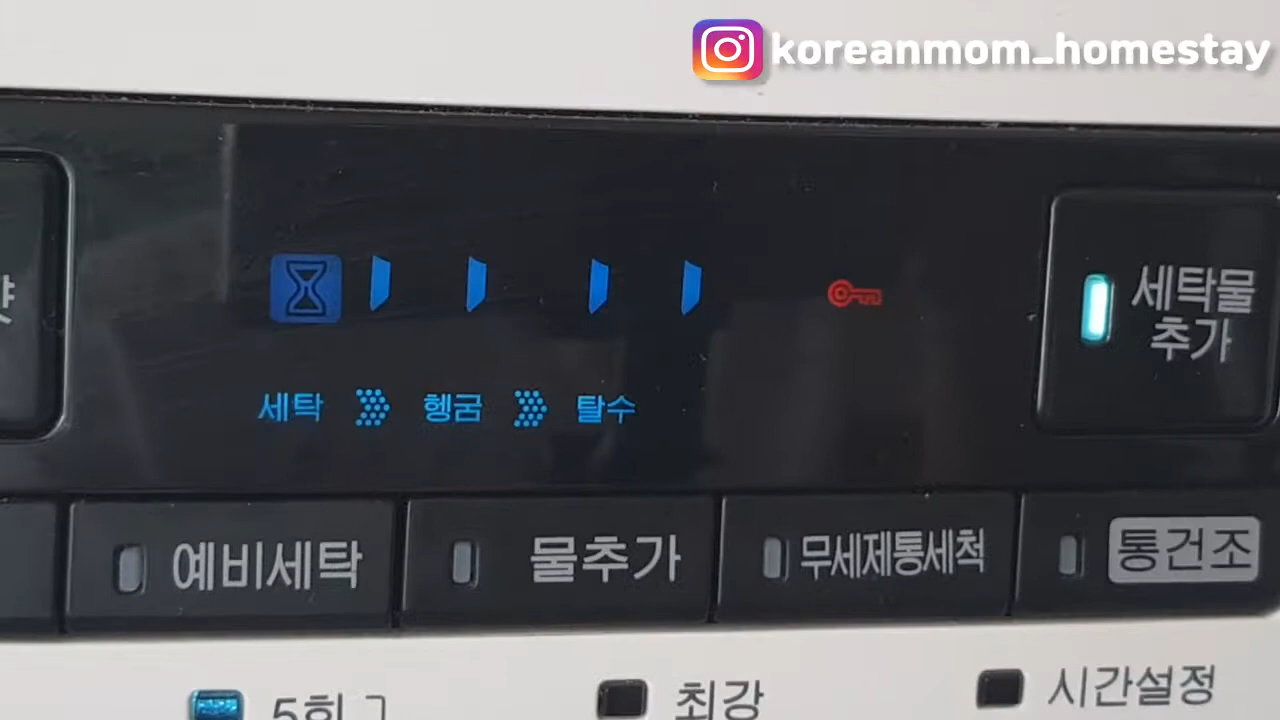 koreanmom_homestay
세탁물
추가
세탁 헹굼 탈수
예비세탁 물추가 무세제통세척 통건조
최강 시간설정